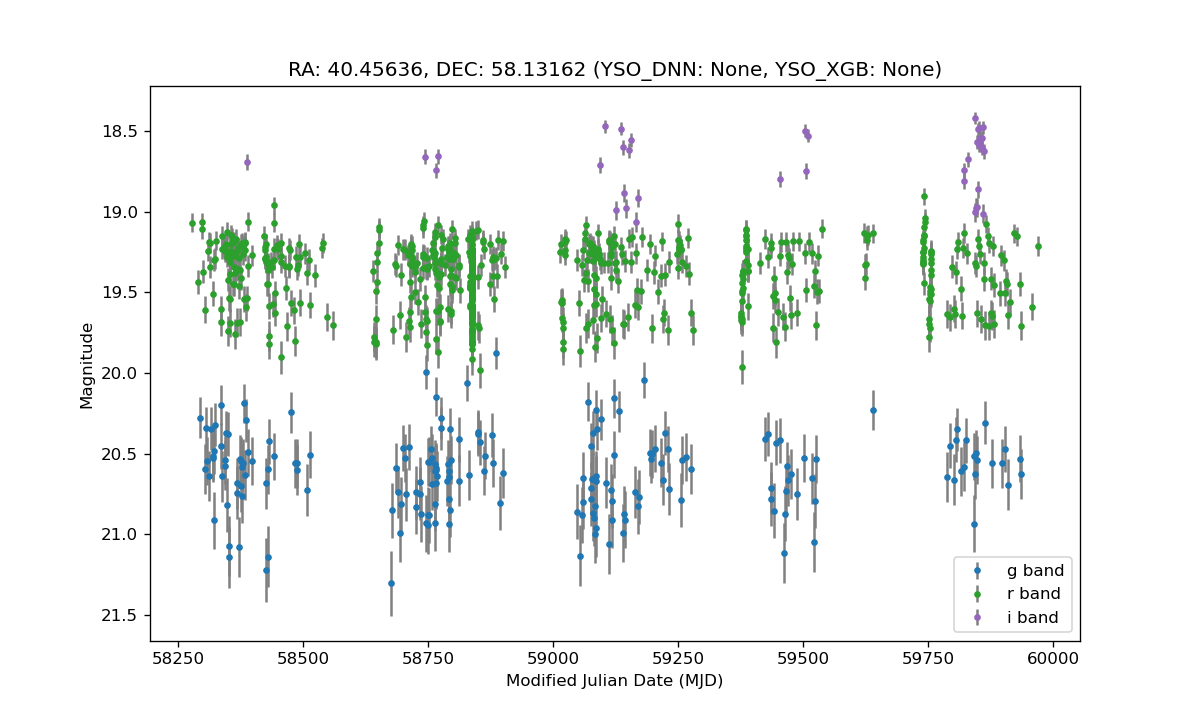 RA: 40.45636, DEC: 58.13162 (YSO_DNN: None, YSO_XGB: None)
18.5
19.0
19.5
20.0
20.5
21.0
21.5
Magnitude
g band
r band
i band
58250 58500 58750 59000 59250 59500 59750 60000
Modified Julian Date (MJD)